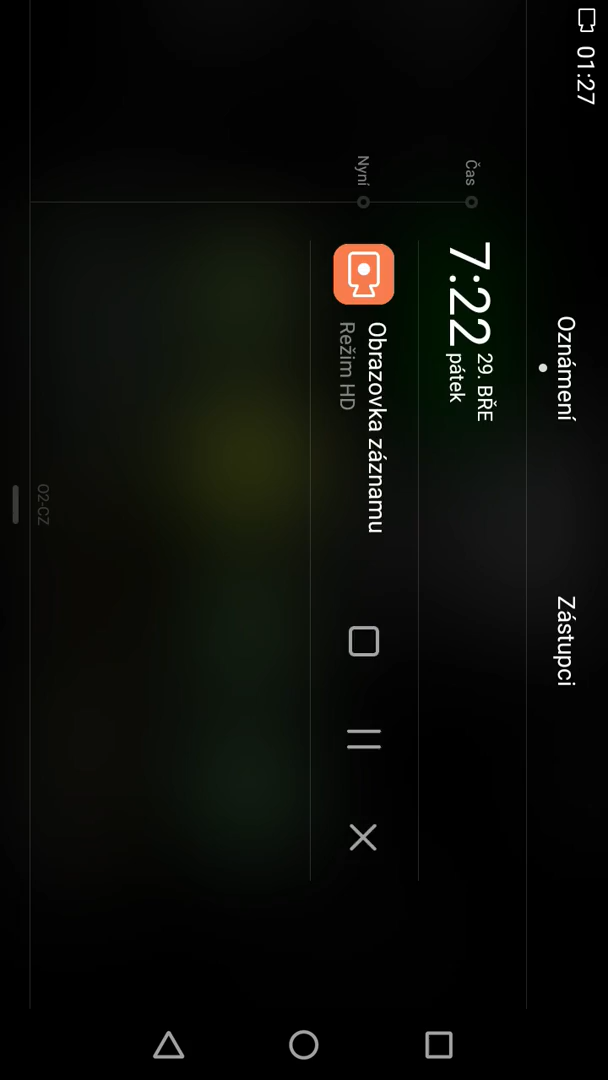 01:27
Oznámení
Zástupci
Čas
7:22
29. BŘE
pátek
Nyní
Obrazovka záznamu
Režim HD
O2-CZ